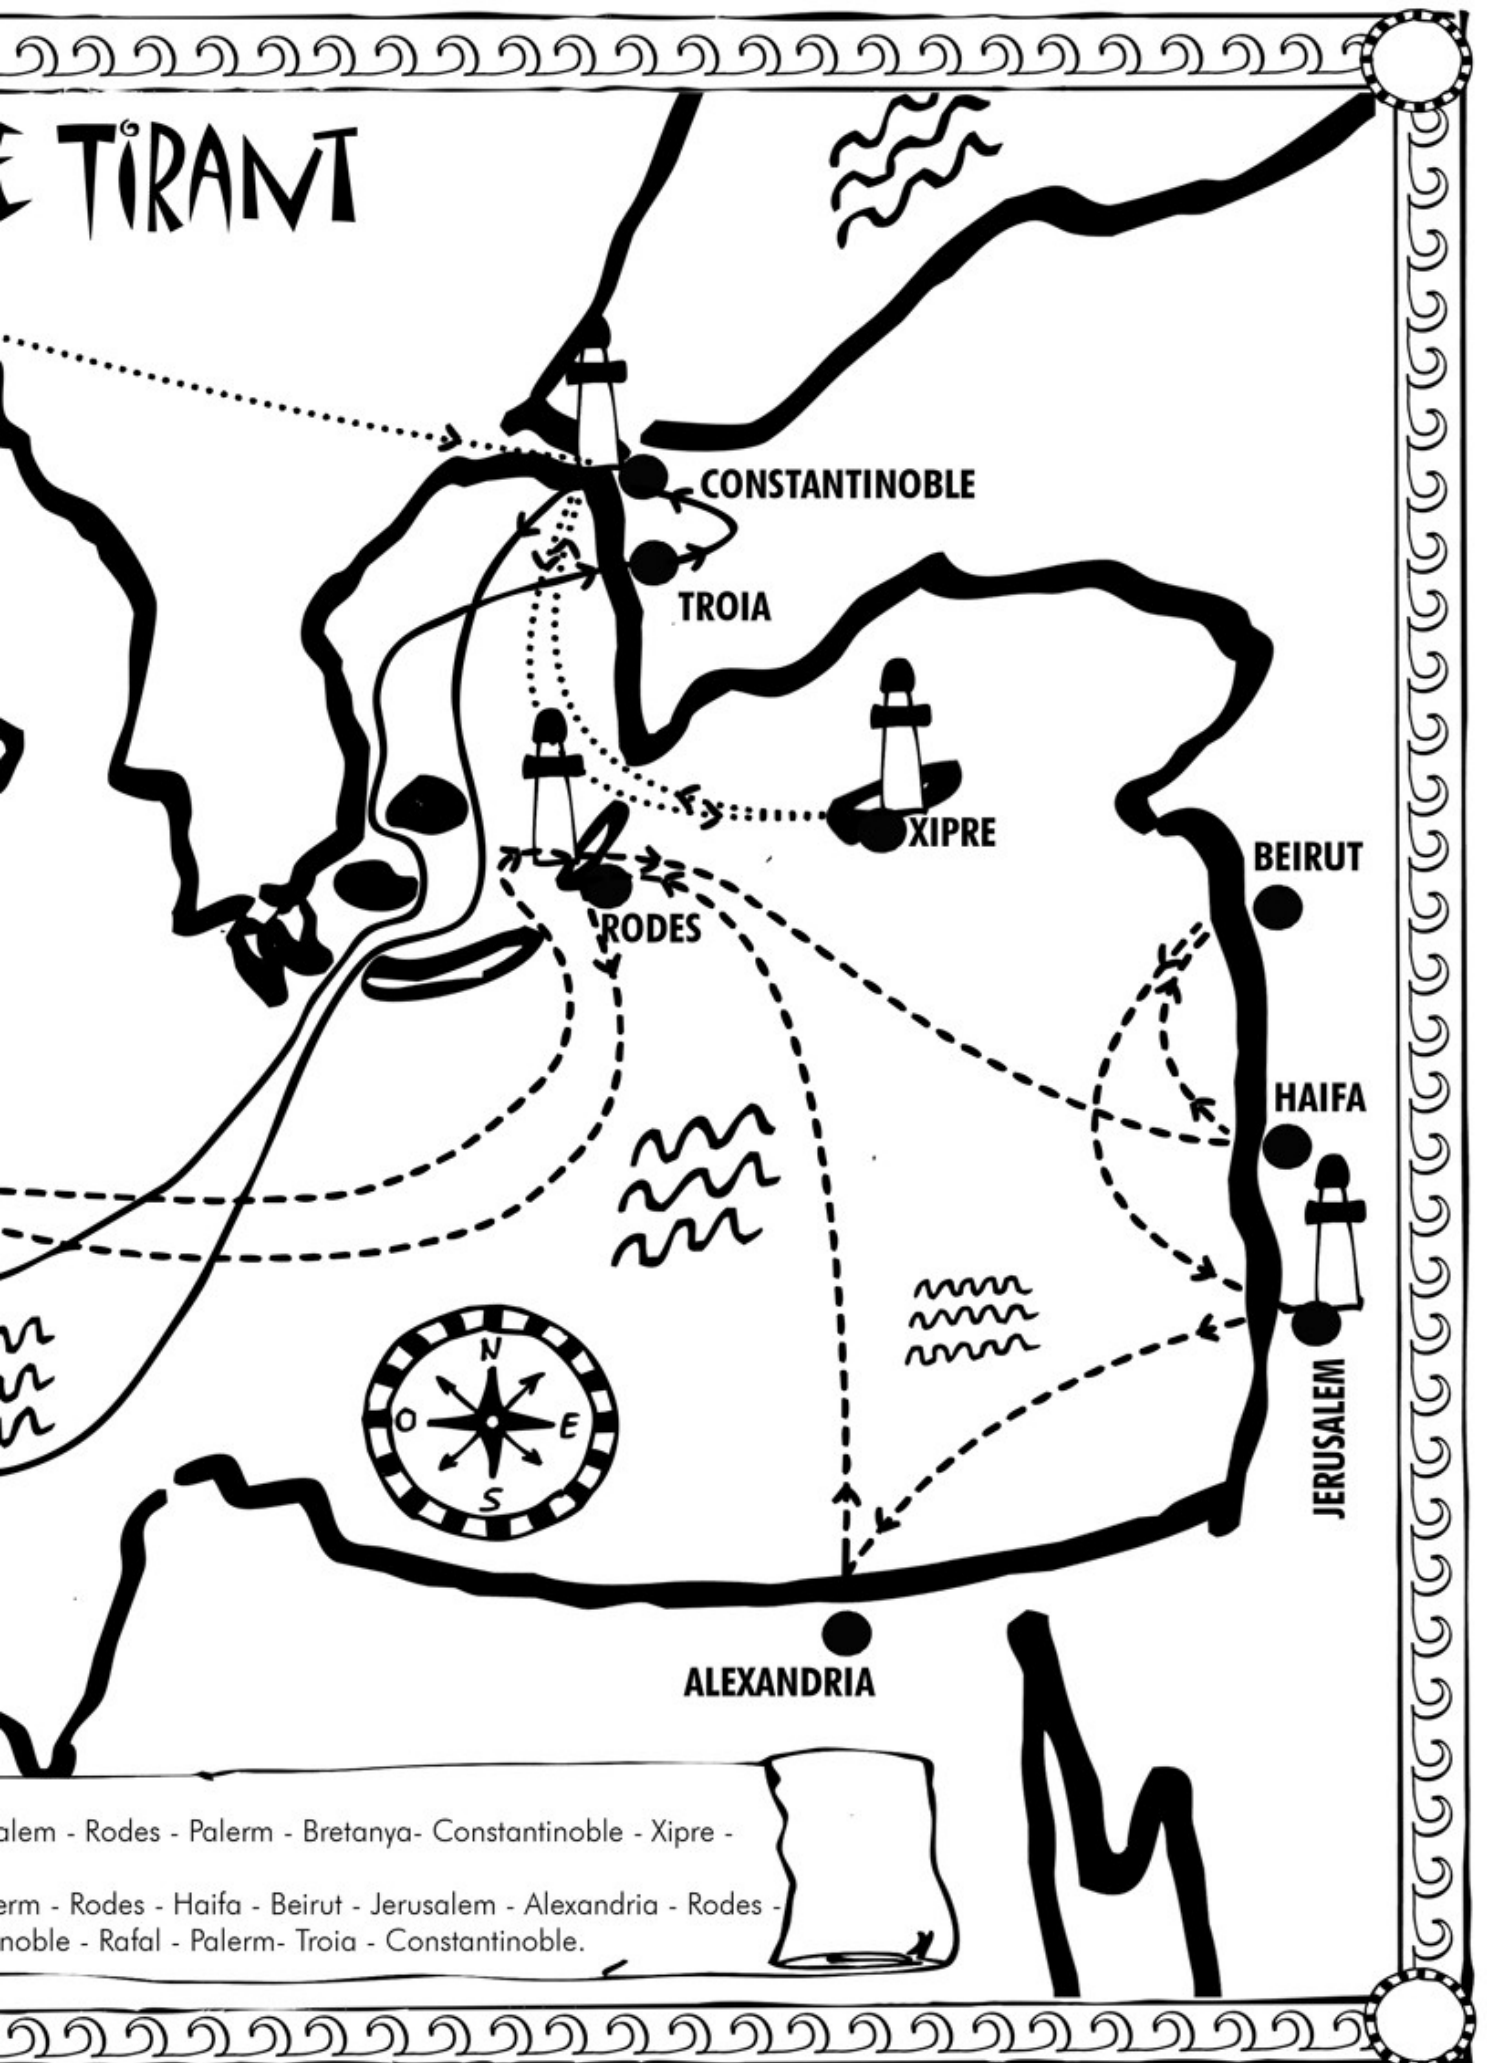 E TiRANT
CONSTANTINOBLE
TROIA
XIPRE
BEIRUT
RODES
HAIFA
N
O
E
S
JERUSALEM
ALEXANDRIA
alem - Rodes - Palerm - Bretanya- Constantinoble - Xipre -
erm - Rodes - Haifa - Beirut - Jerusalem - Alexandria - Rodes -
noble - Rafal - Palerm- Troia - Constantinoble.